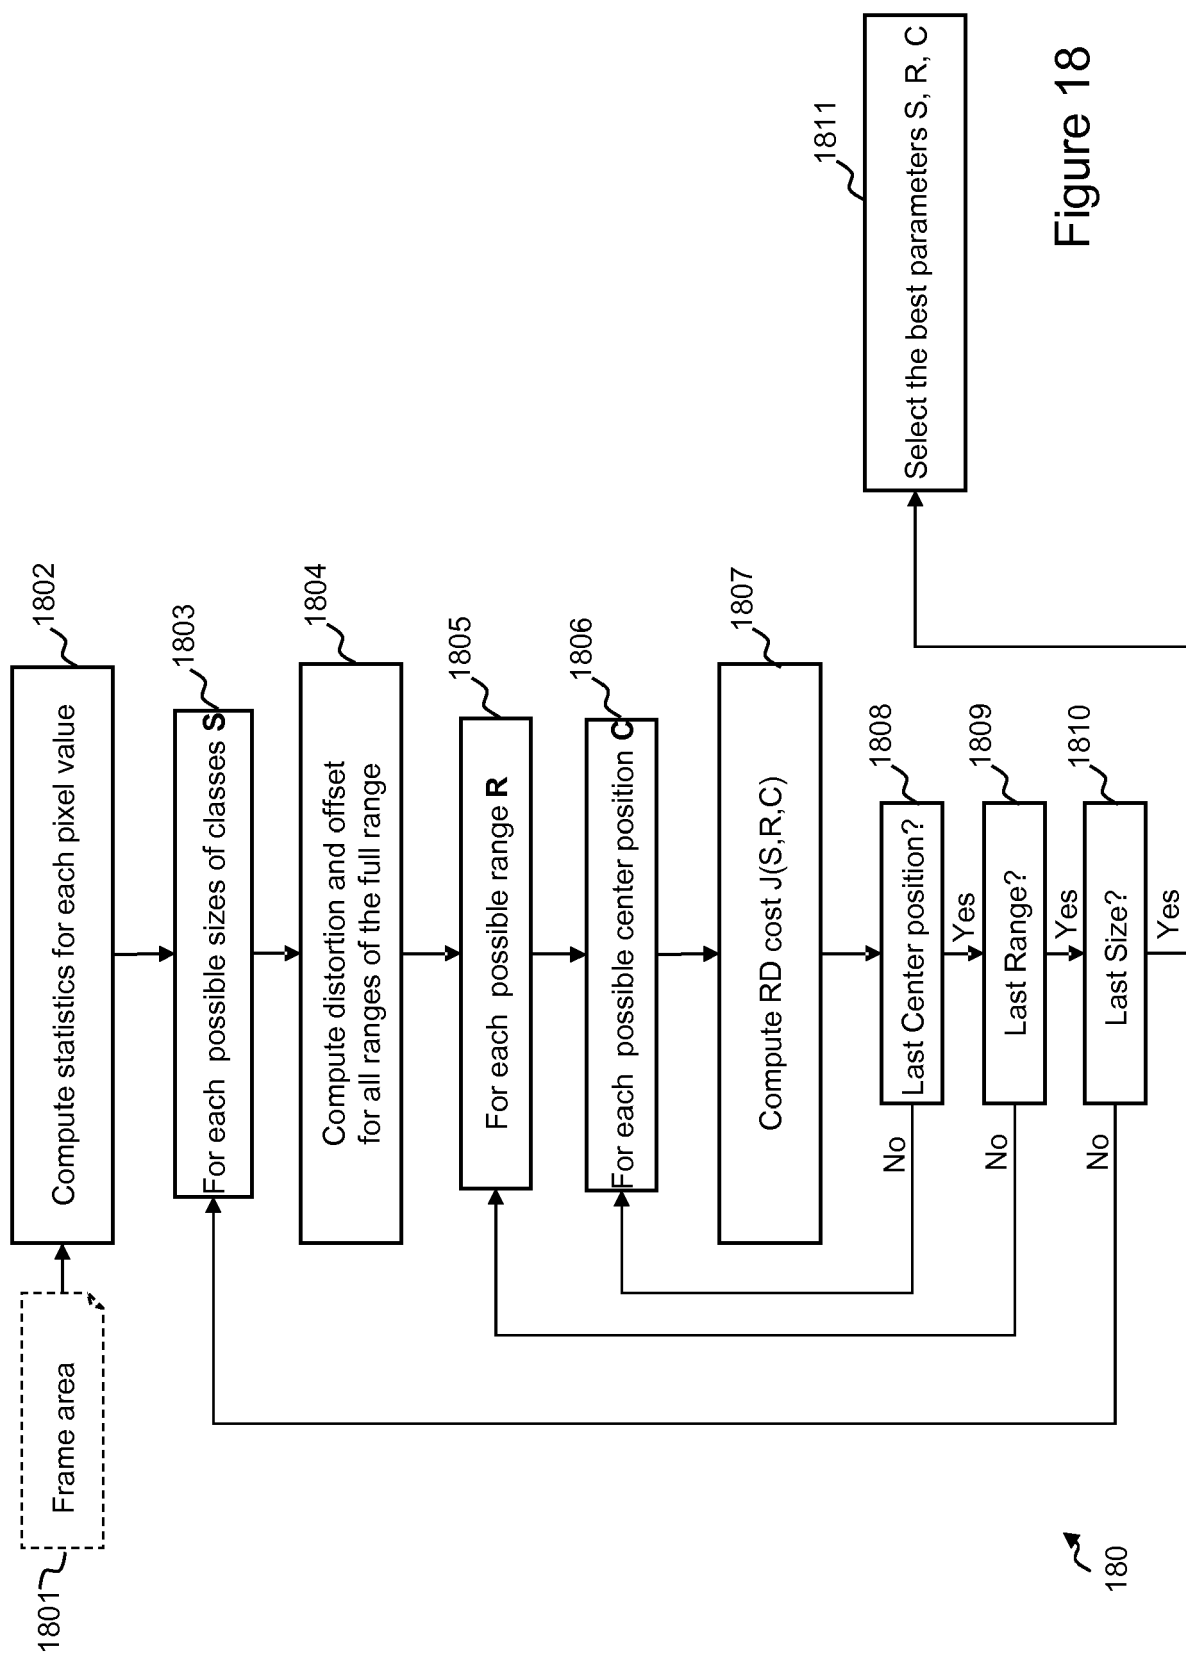 1801
Frame area
1802
Compute statistics for each pixel value
1803
For each possible sizes of classes S
1804
Compute distortion and offset
for all ranges of the full range
1805
For each possible range R
1806
For each possible center position C
1807
Compute RD cost J(S,R,C)
1808
Last Center position?
No
Yes
1809
Last Range?
No
Yes
1810
Last Size?
No
Yes
1811
Select the best parameters S, R, C
180
Figure 18